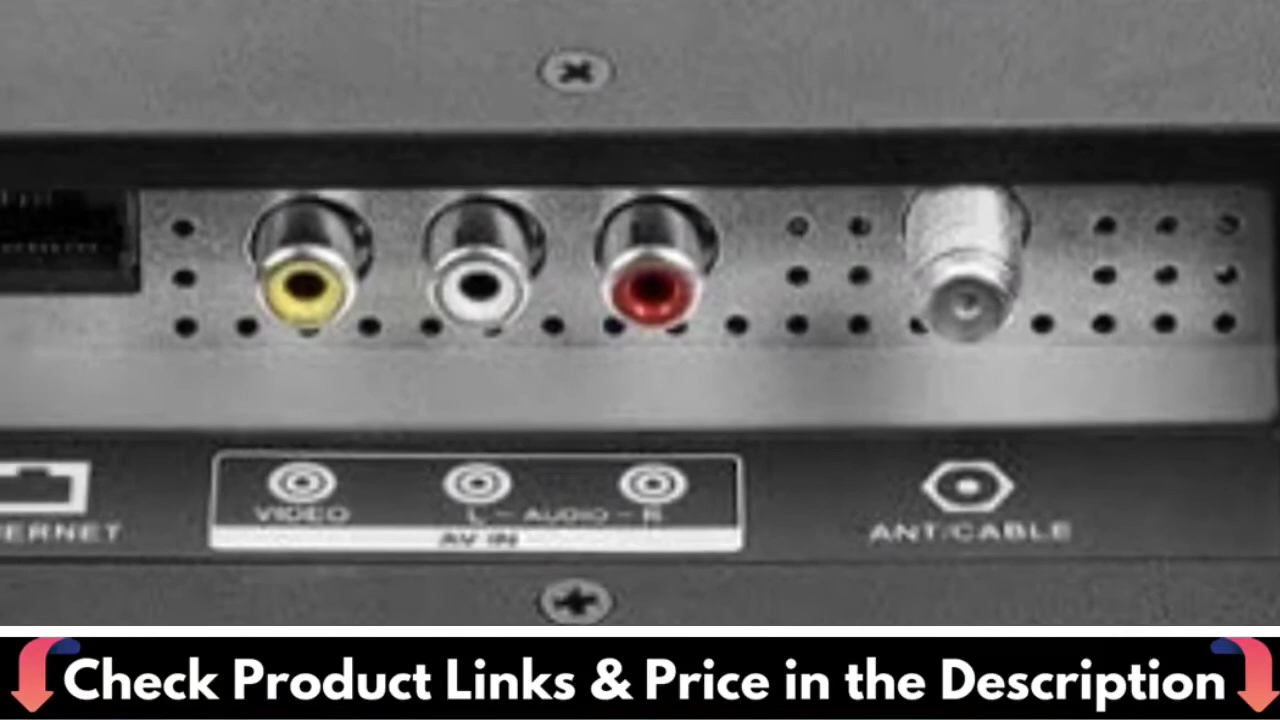 ERNET
VIDEO
L - AUDIO - R
AV IN
ANT/CABLE
Check Product Links & Price in the Description